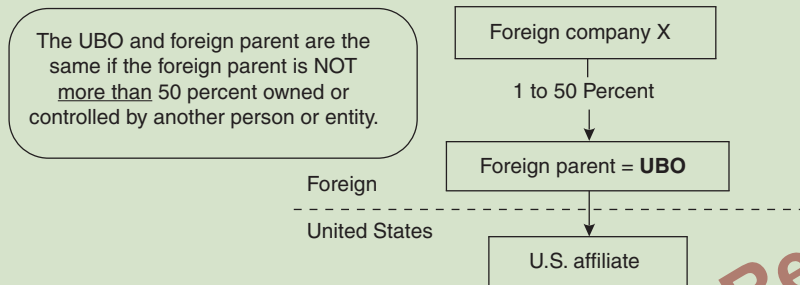 The UBO and foreign parent are the
same if the foreign parent is NOT
more than 50 percent owned or
controlled by another person or entity.
Foreign company X
1 to 50 Percent
Foreign parent = UBO
Foreign
United States
U.S. affiliate